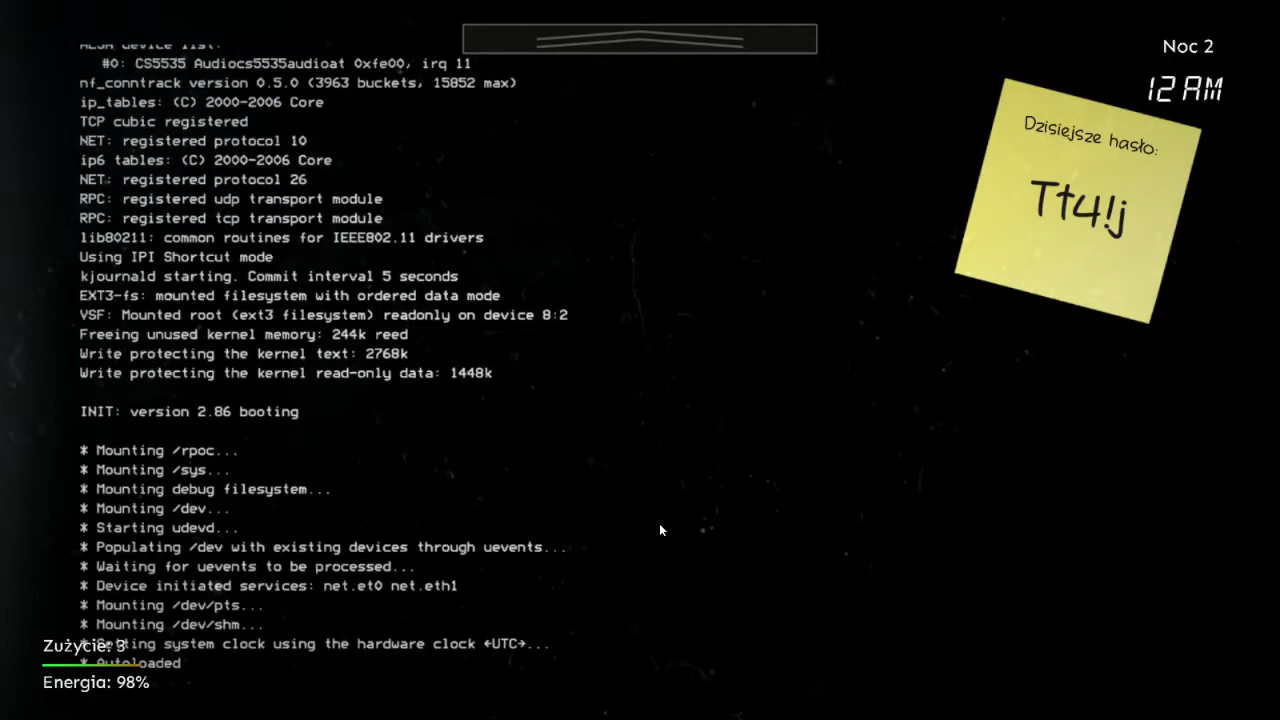 ALSA device list:
#0: CS5535 Audiocs5535audioat 0xfe00, irq 11
nf_conntrack version 0.5.0 (3963 buckets, 15852 max)
ip_tables: (C) 2000-2006 Core
TCP cubic registered
NET: registered protocol 10
ip6 tables: (C) 2000-2006 Core
NET: registered protocol 26
RPC: registered udp transport module
RPC: registered tcp transport module
lib80211: common routines for IEEE802.11 drivers
Using IPI Shortcut mode
kjournald starting. Commit interval 5 seconds
EXT3-fs: mounted filesystem with ordered data mode
VSF: Mounted root (ext3 filesystem) readonly on device 8:2
Freeing unused kernel memory: 244k reed
Write protecting the kernel text: 2768k
Write protecting the kernel read-only data: 1448k
INIT: version 2.86 booting
* Mounting /rpoc...
* Mounting /sys...
* Mounting debug filesystem...
* Mounting /dev...
* Starting udevd...
* Populating /dev with existing devices through uevents...
* Waiting for uevents to be processed...
* Device initiated services: net.et0 net.eth1
* Mounting /dev/pts...
* Mounting /dev/shm...
* Setting system clock using the hardware clock ←UTC→...
* Autoloaded
Zużycie: 3
Energia: 98%
Noc 2
12 AM
Dzisiejsze hasło:
Tt4!j